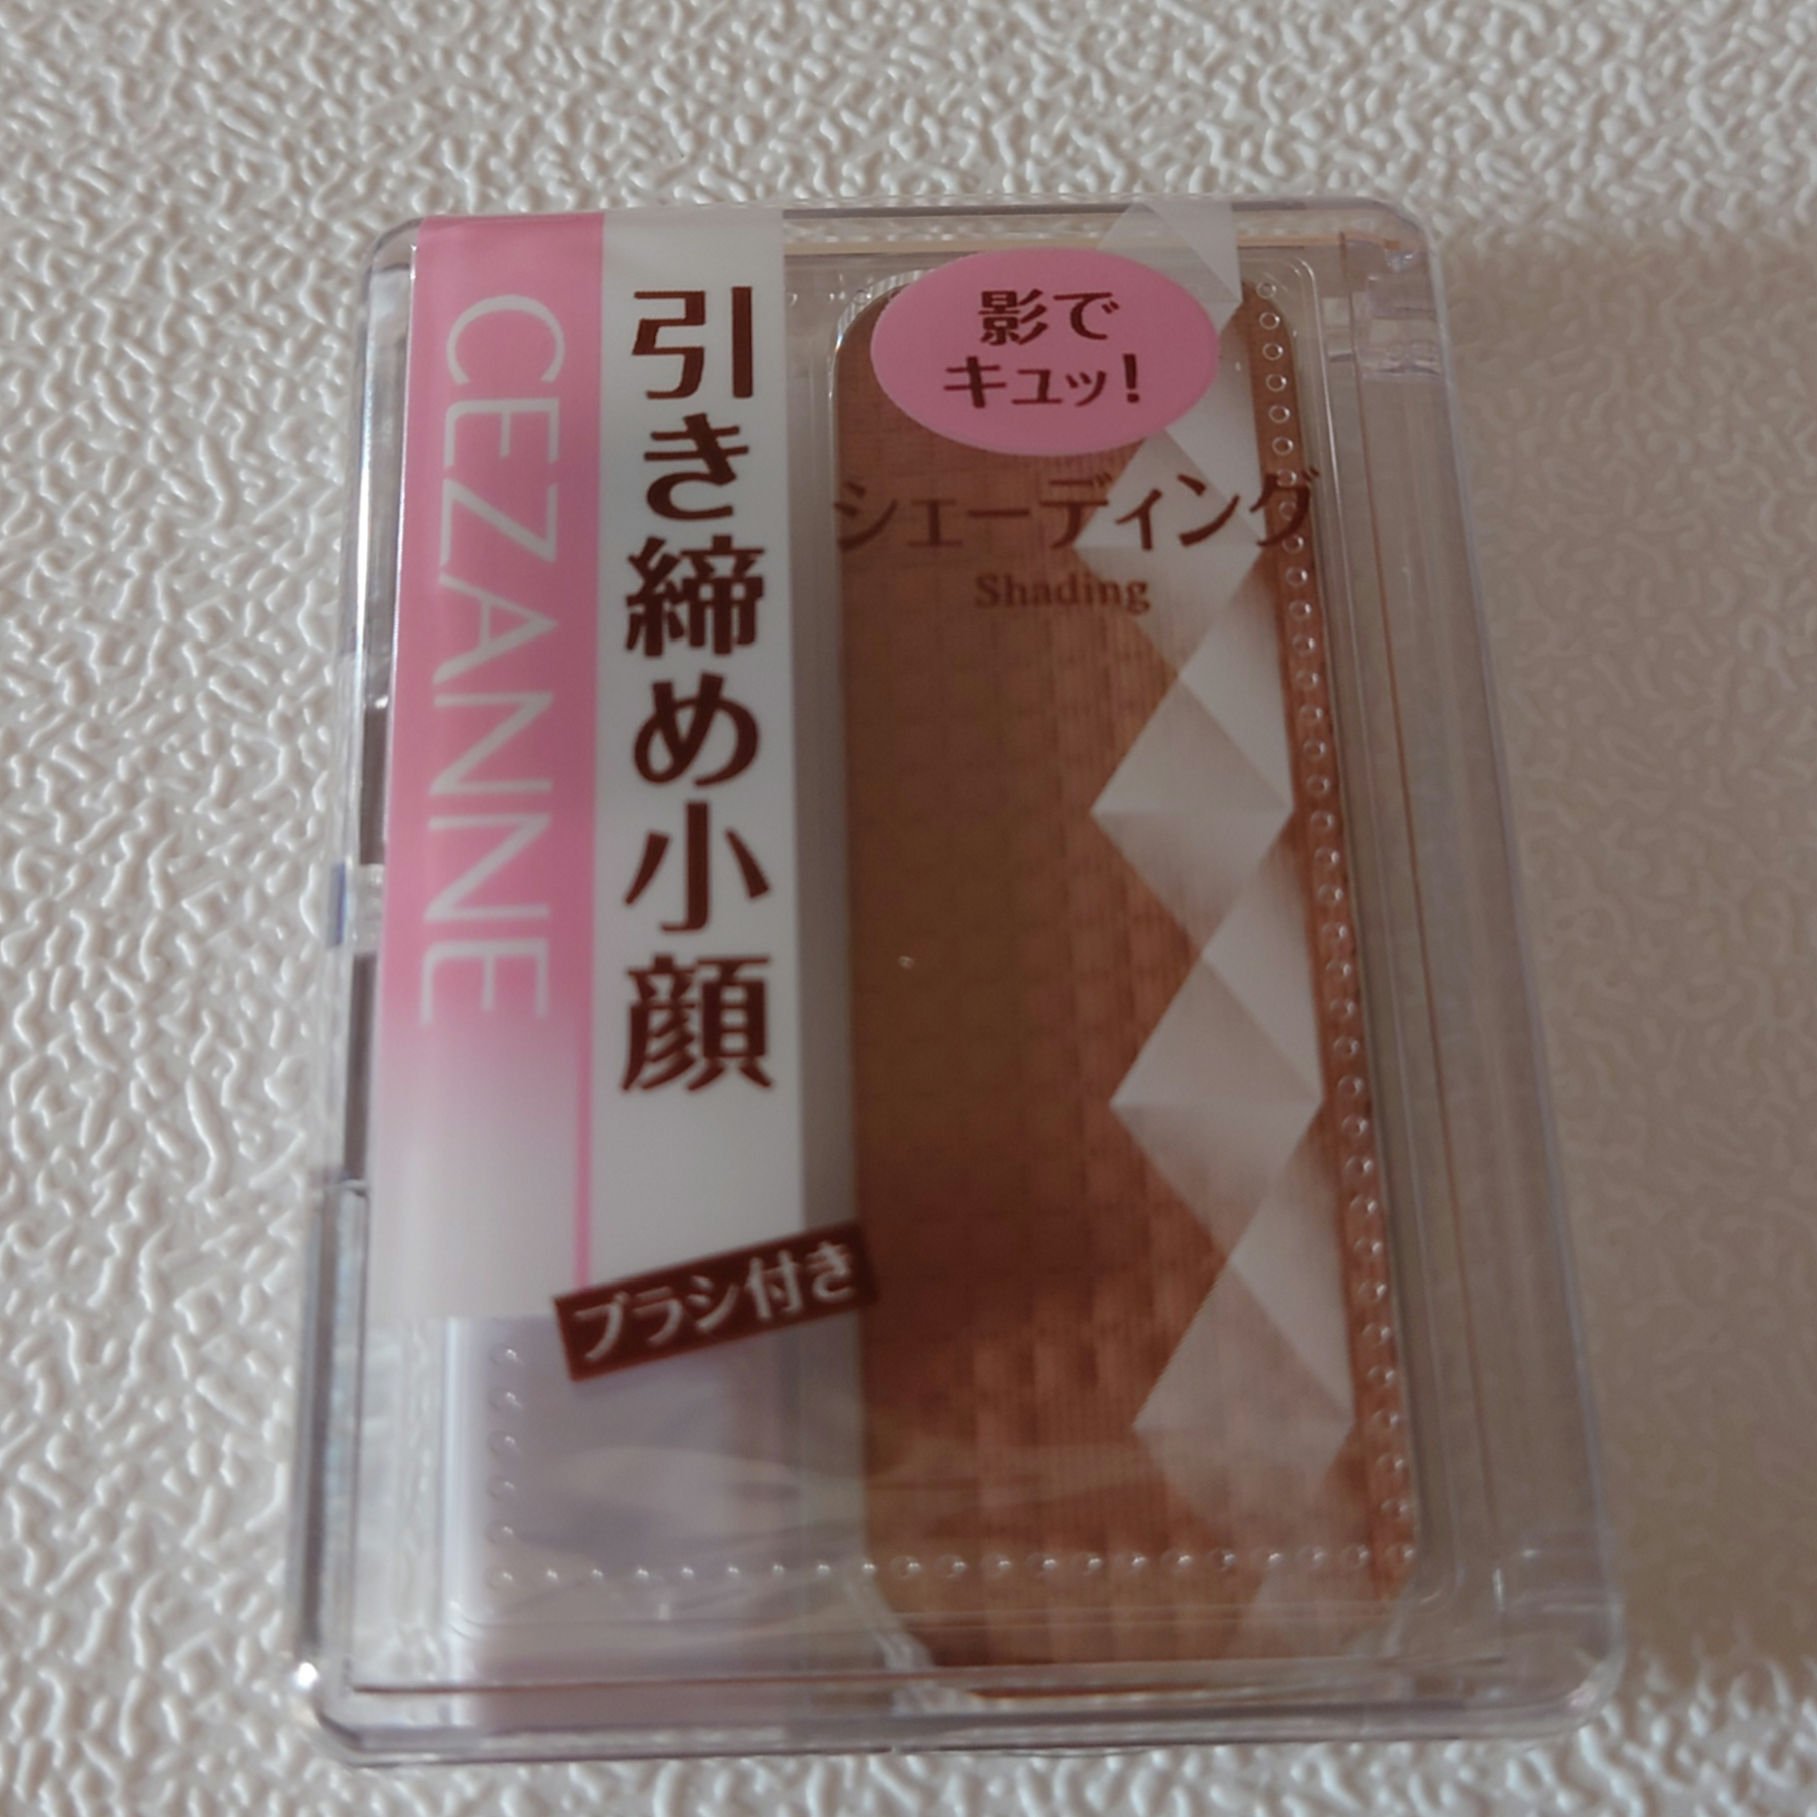 CEZANNE
引き締め小顔
影で
キュッ!
シェーディング
Shading
ブラシ付き